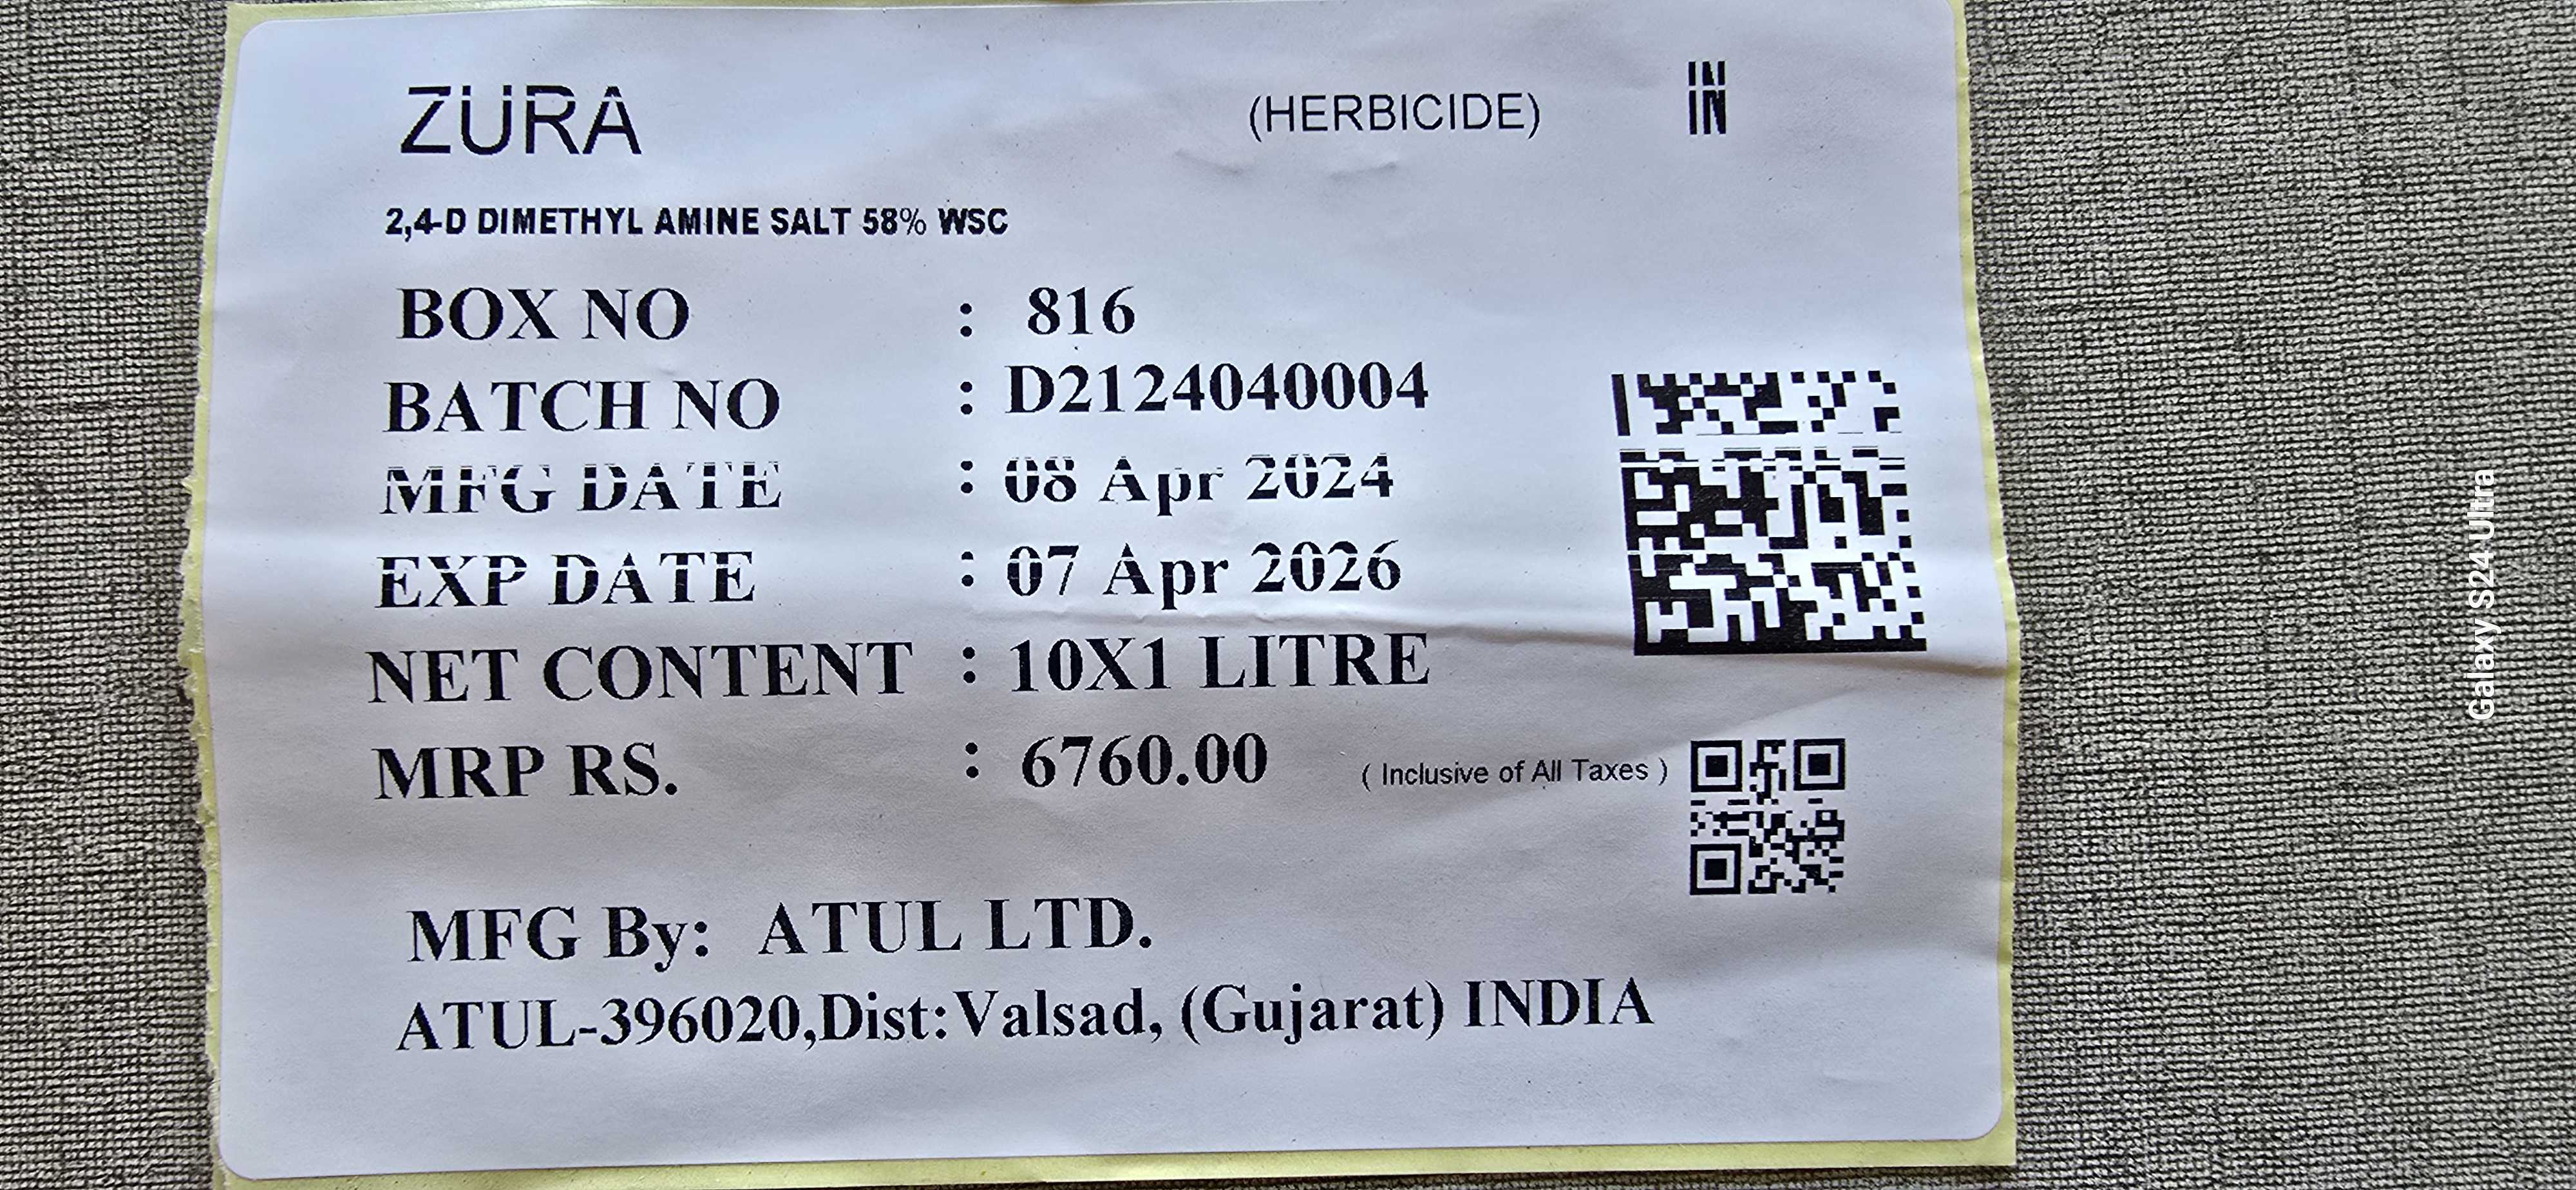 ZURA (HERBICIDE) IN
2,4-D DIMETHYL AMINE SALT 58% WSC
BOX NO : 816
BATCH NO : D2124040004
MFG DATE : 08 Apr 2024
EXP DATE : 07 Apr 2026
NET CONTENT : 10X1 LITRE
MRP RS. : 6760.00 ( Inclusive of All Taxes )
MFG By: ATUL LTD.
ATUL-396020,Dist:Valsad, (Gujarat) INDIA
Galaxy S24 Ultra